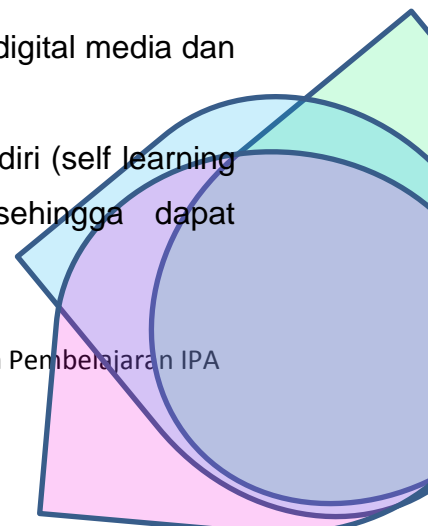 digital media dan
diri (self learning
sehingga dapat
Pembelajaran IPA